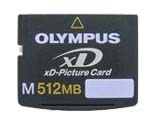 OLYMPUS
xD
xD-Picture Card
M 512MB